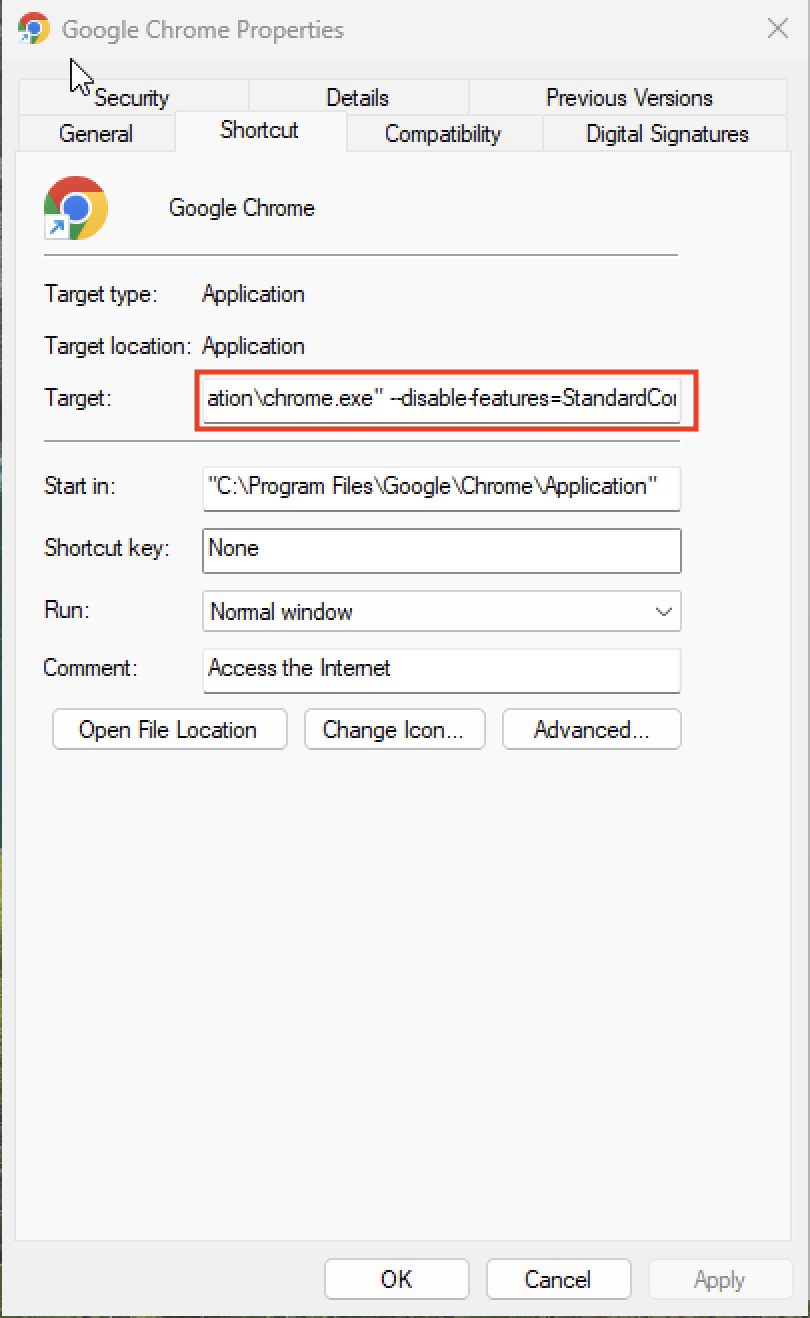 Google Chrome Properties
Security Details Previous Versions
General Shortcut Compatibility Digital Signatures
Google Chrome
Target type: Application
Target location: Application
Target: ation\chrome.exe" --disable-features=StandardCor
Start in: "C:\Program Files\Google\Chrome\Application"
Shortcut key: None
Run: Normal window
Comment: Access the Internet
Open File Location Change Icon... Advanced...
OK Cancel Apply